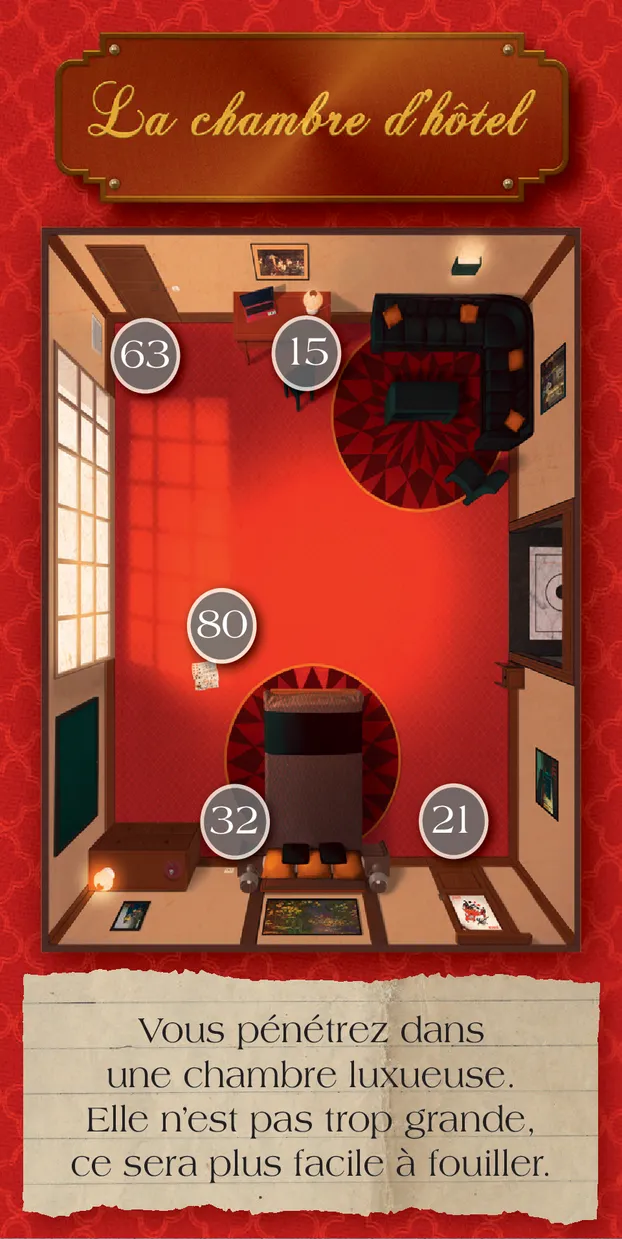 La chambre d'hôtel
63
15
80
32
21
Vous pénétrez dans
une chambre luxueuse.
Elle n'est pas trop grande,
ce sera plus facile à fouiller.